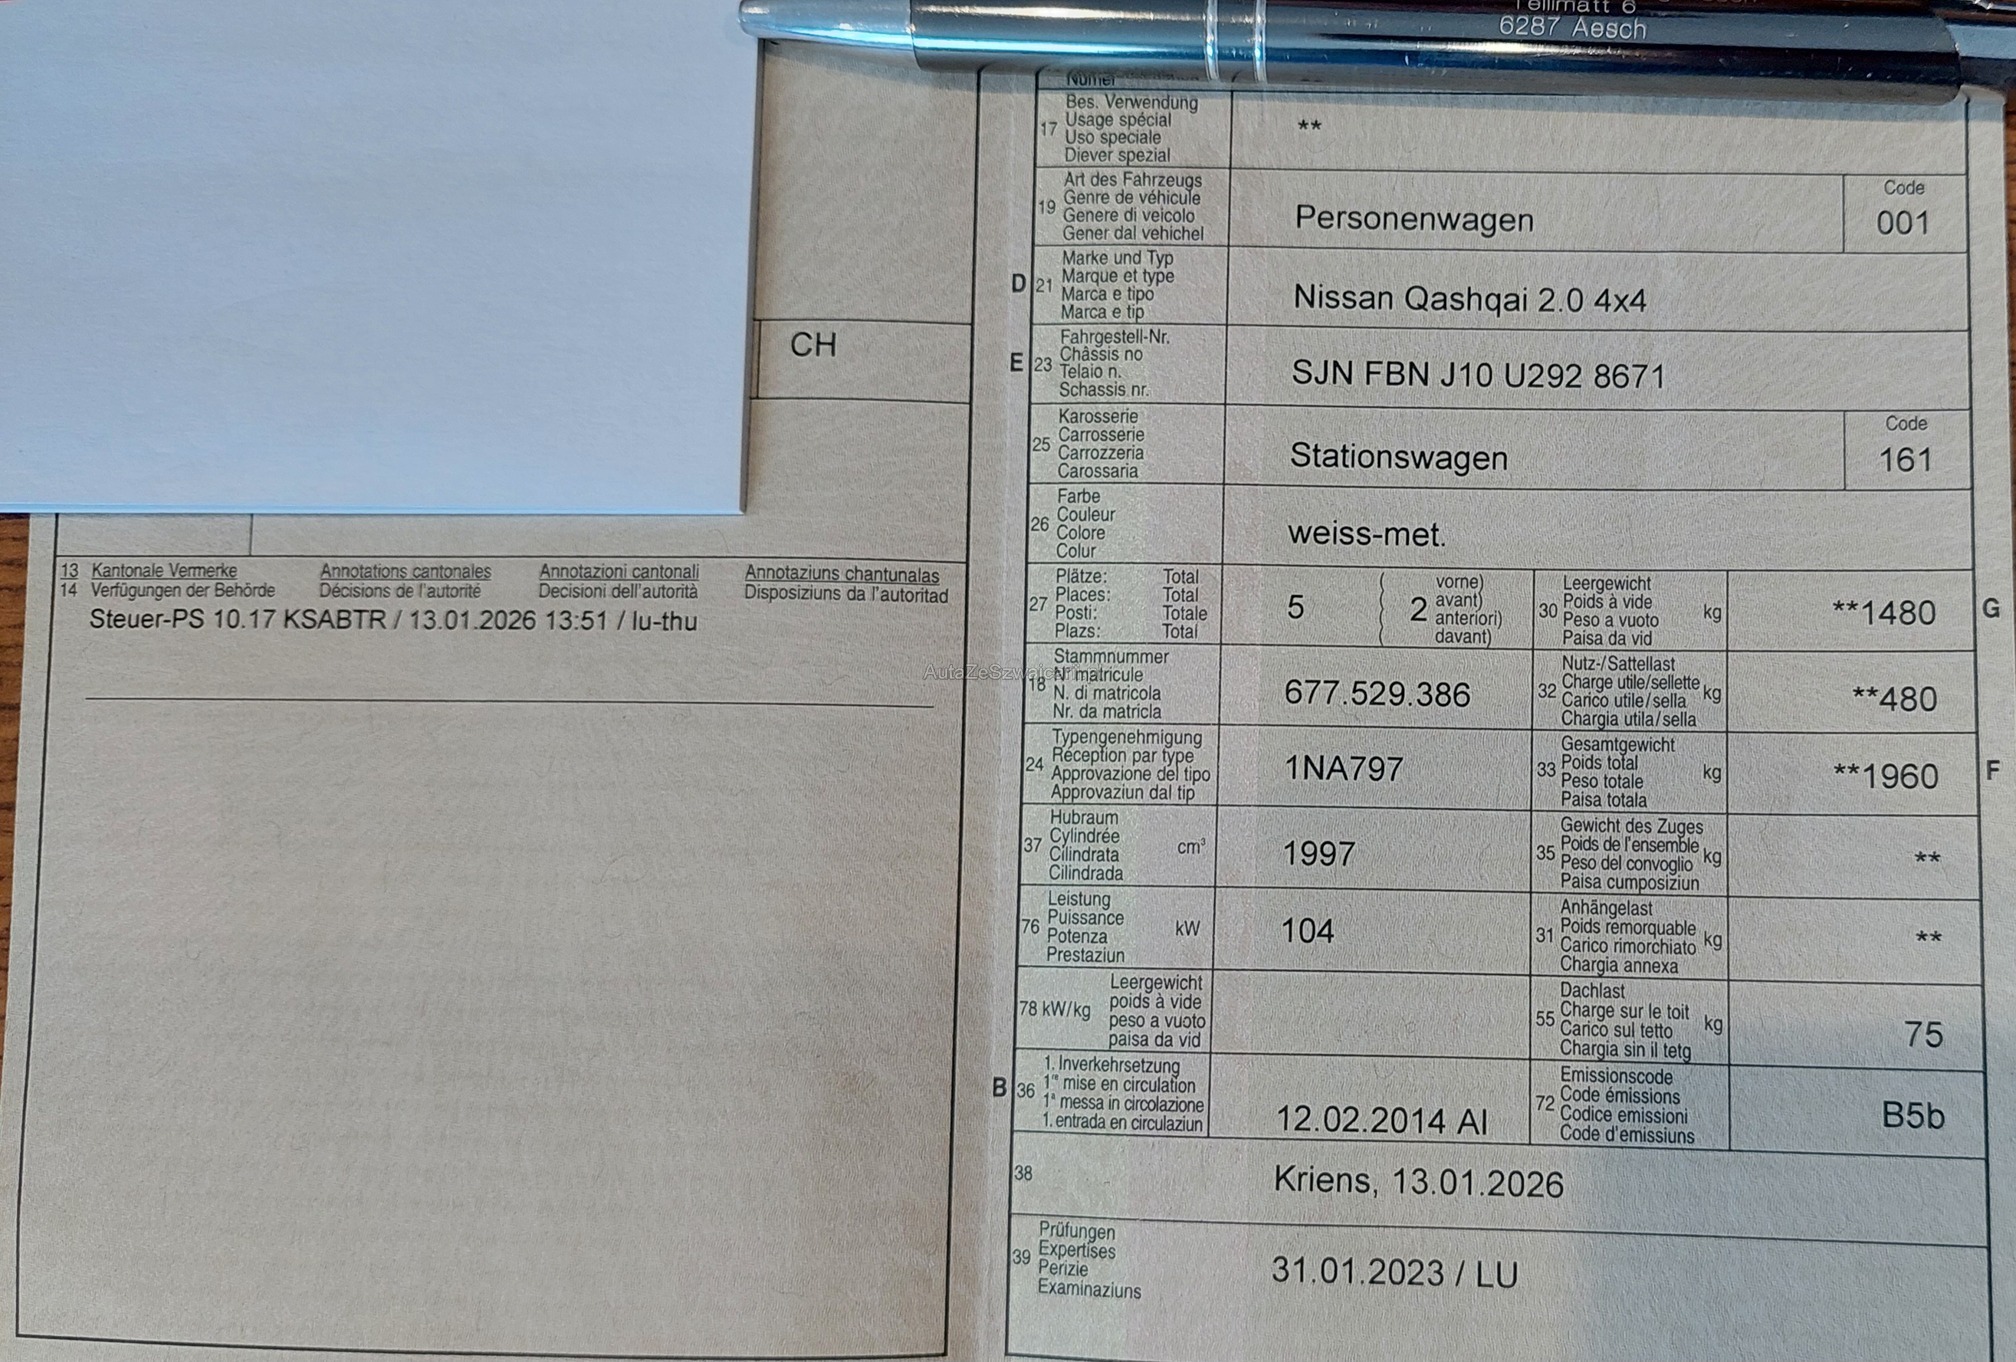 Tellimatt 6
6287 Aesch
CH
13 Kantonale Vermerke Annotations cantonales Annotazioni cantonali Annotaziuns chantunalas
14 Verfügungen der Behörde Décisions de l'autorité Decisioni dell'autorità Disposiziuns da l'autoritad
Steuer-PS 10.17 KSABTR / 13.01.2026 13:51 / lu-thu
Numer
17 Bes. Verwendung
Usage spécial
Uso speciale
Diever spezial
**
19 Art des Fahrzeugs
Genre de véhicule
Genere di veicolo
Gener dal vehichel
Personenwagen
Code
001
D 21 Marke und Typ
Marque et type
Marca e tipo
Marca e tip
Nissan Qashqai 2.0 4x4
E 23 Fahrgestell-Nr.
Châssis no
Telaio n.
Schassis nr.
SJN FBN J10 U292 8671
25 Karosserie
Carrosserie
Carrozzeria
Carossaria
Stationswagen
Code
161
26 Farbe
Couleur
Colore
Colur
weiss-met.
27 Plätze: Total
Places: Total
Posti: Totale
Plazs: Total
5 ( 2 vorne)
avant)
anteriori)
davant)
30 Leergewicht
Poids à vide
Peso a vuoto
Paisa da vid
kg
**1480 G
18 Stammnummer
N° matricule
N. di matricola
Nr. da matricla
677.529.386
32 Nutz-/Sattellast
Charge utile/sellette
Carico utile/sella
Chargia utila/sella
kg
**480
24 Typengenehmigung
Réception par type
Approvazione del tipo
Approvaziun dal tip
1NA797
33 Gesamtgewicht
Poids total
Peso totale
Paisa totala
kg
**1960 F
37 Hubraum
Cylindrée
Cilindrata
Cilindrada
cm³
1997
35 Gewicht des Zuges
Poids de l'ensemble
Peso del convoglio
Paisa cumposiziun
kg
**
76 Leistung
Puissance
Potenza
Prestaziun
kW
104
31 Anhängelast
Poids remorquable
Carico rimorchiato
Chargia annexa
kg
**
78 kW/kg Leergewicht
poids à vide
peso a vuoto
paisa da vid
55 Dachlast
Charge sur le toit
Carico sul tetto
Chargia sin il tetg
kg
75
B 36 1. Inverkehrsetzung
1re mise en circulation
1a messa in circolazione
1. entrada en circulaziun
12.02.2014 AI
72 Emissionscode
Code émissions
Codice emissioni
Code d'emissiuns
B5b
38 Kriens, 13.01.2026
39 Prüfungen
Expertises
Perizie
Examinaziuns
31.01.2023 / LU